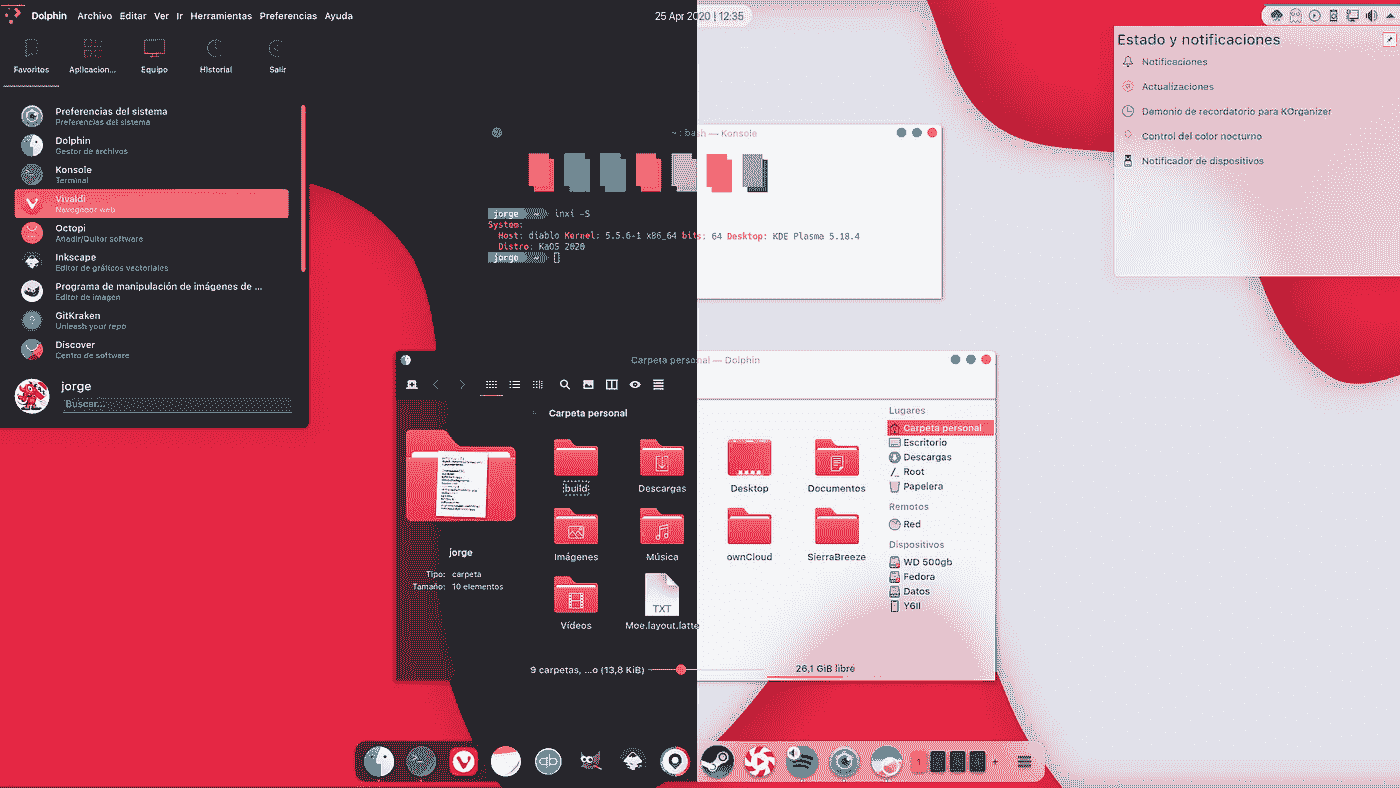 Dolphin Archivo Editar Ver Ir Herramientas Preferencias Ayuda
25 Apr 2020 | 12:35
Favoritos Aplicacion... Equipo Historial Salir
Preferencias del sistema
Preferencias del sistema
Dolphin
Gestor de archivos
Konsole
Terminal
Vivaldi
Navegador web
Octopi
Añadir/Quitar software
Inkscape
Editor de gráficos vectoriales
Programa de manipulación de imágenes de ...
Editor de imagen
GitKraken
Unleash your repo
Discover
Centro de software
jorge
Buscar...
~ : bash — Konsole
jorge ~ inxi -S
System:
Host: diablo Kernel: 5.5.6-1 x86_64 bits: 64 Desktop: KDE Plasma 5.18.4
Distro: KaOS 2020
jorge ~
Estado y notificaciones
Notificaciones
Actualizaciones
Demonio de recordatorio para KOrganizer
Control del color nocturno
Notificador de dispositivos
Carpeta personal — Dolphin
Carpeta personal
build Descargas Desktop Documentos
Imágenes Música ownCloud SierraBreeze
Vídeos Moe.layout.latte
TXT
jorge
Tipo: carpeta
Tamaño: 10 elementos
9 carpetas, ...o (13,8 KiB)
26,1 GiB libre
Lugares
Carpeta personal
Escritorio
Descargas
Root
Papelera
Remotos
Red
Dispositivos
WD 500gb
Fedora
Datos
Y6II
1